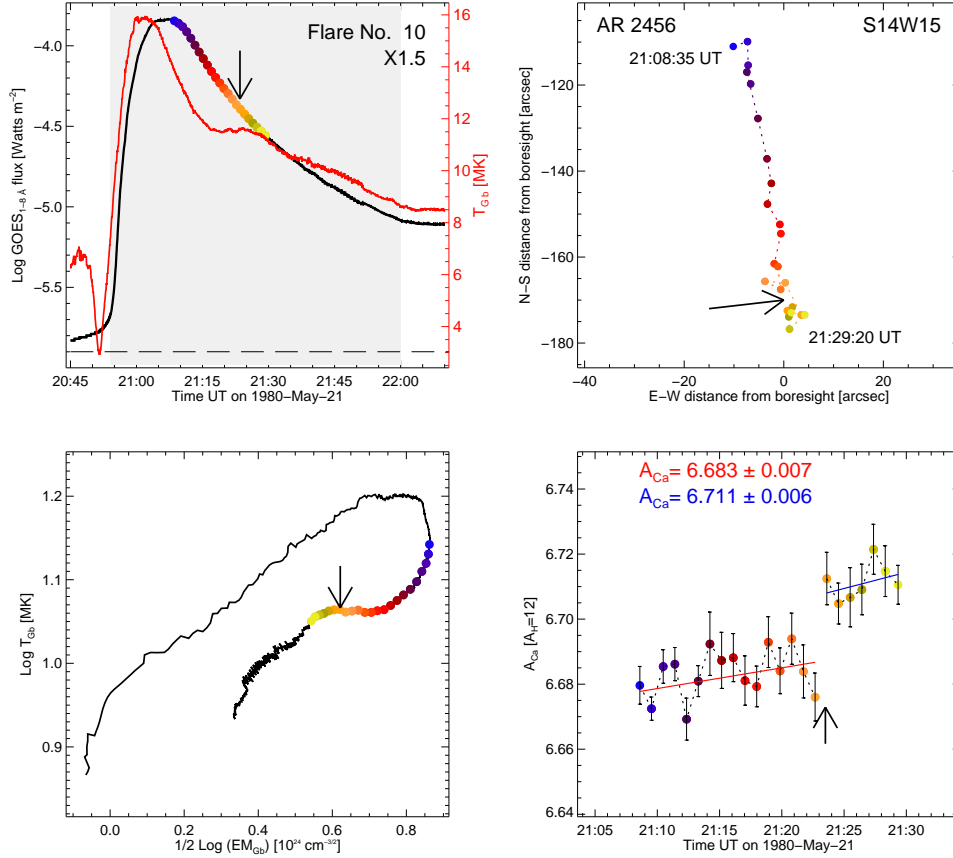 Flare No. 10
X1.5
Log GOES1–8 Å flux [Watts m-2]
−4.0
−4.5
−5.0
−5.5
16
14
12
10
8
6
4
TGb [MK]
20:45 21:00 21:15 21:30 21:45 22:00
Time UT on 1980−May−21
AR 2456 S14W15
21:08:35 UT
21:29:20 UT
N−S distance from boresight [arcsec]
−120
−140
−160
−180
−40 −20 0 20
E−W distance from boresight [arcsec]
Log TGb [MK]
1.2
1.1
1.0
0.9
0.0 0.2 0.4 0.6 0.8
1/2 Log (EMGb) [1024 cm−3/2]
ACa= 6.683 ± 0.007
ACa= 6.711 ± 0.006
ACa [AH=12]
6.74
6.72
6.70
6.68
6.66
6.64
21:05 21:10 21:15 21:20 21:25 21:30
Time UT on 1980−May−21